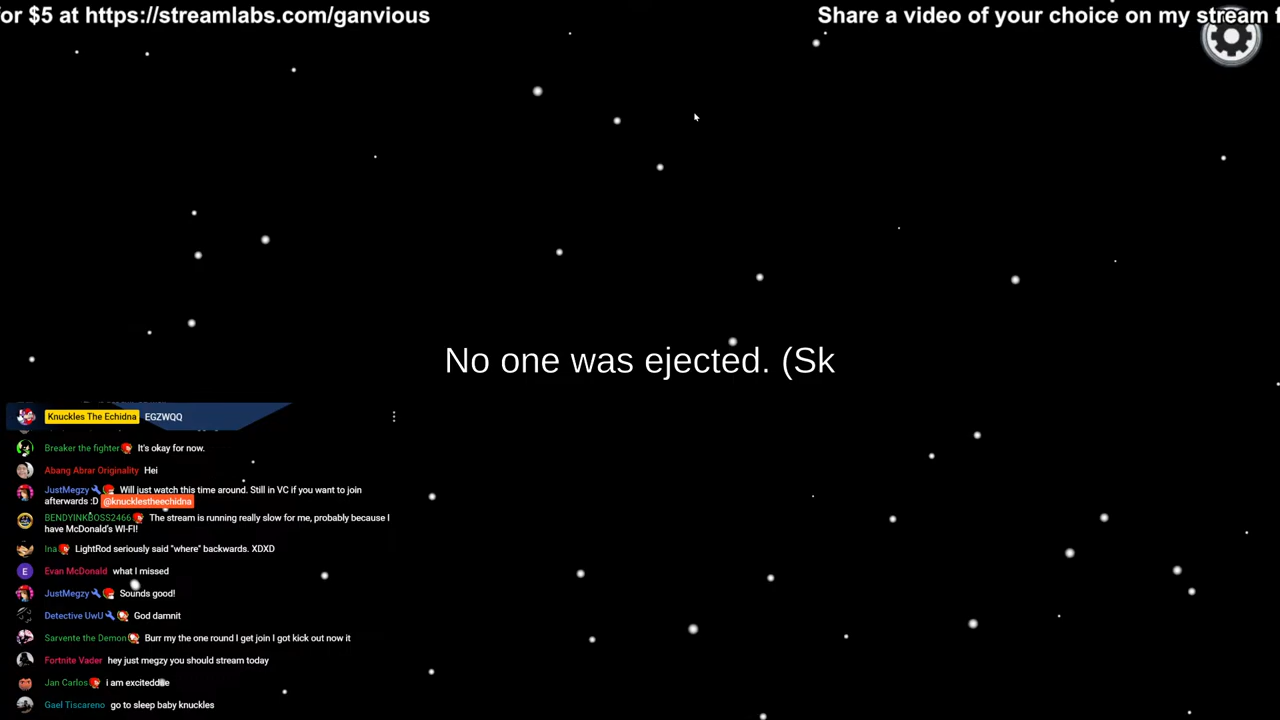 or $5 at https://streamlabs.com/ganvious
Share a video of your choice on my stream f
No one was ejected. (Sk
Knuckles The Echidna EGZWQQ
Breaker the fighter It's okay for now.
Abang Abrar Originality Hei
JustMegzy Will just watch this time around. Still in VC if you want to join
afterwards :D @knucklestheechidna
BENDYINKBOSS2466 The stream is running really slow for me, probably because I
have McDonald's WI-FI!
Ina LightRod seriously said "where" backwards. XDXD
E Evan McDonald what I missed
JustMegzy Sounds good!
Detective UwU God damnit
Sarvente the Demon Burr my the one round I get join I got kick out now it
Fortnite Vader hey just megzy you should stream today
Jan Carlos i am exciteddde
Gael Tiscareno go to sleep baby knuckles